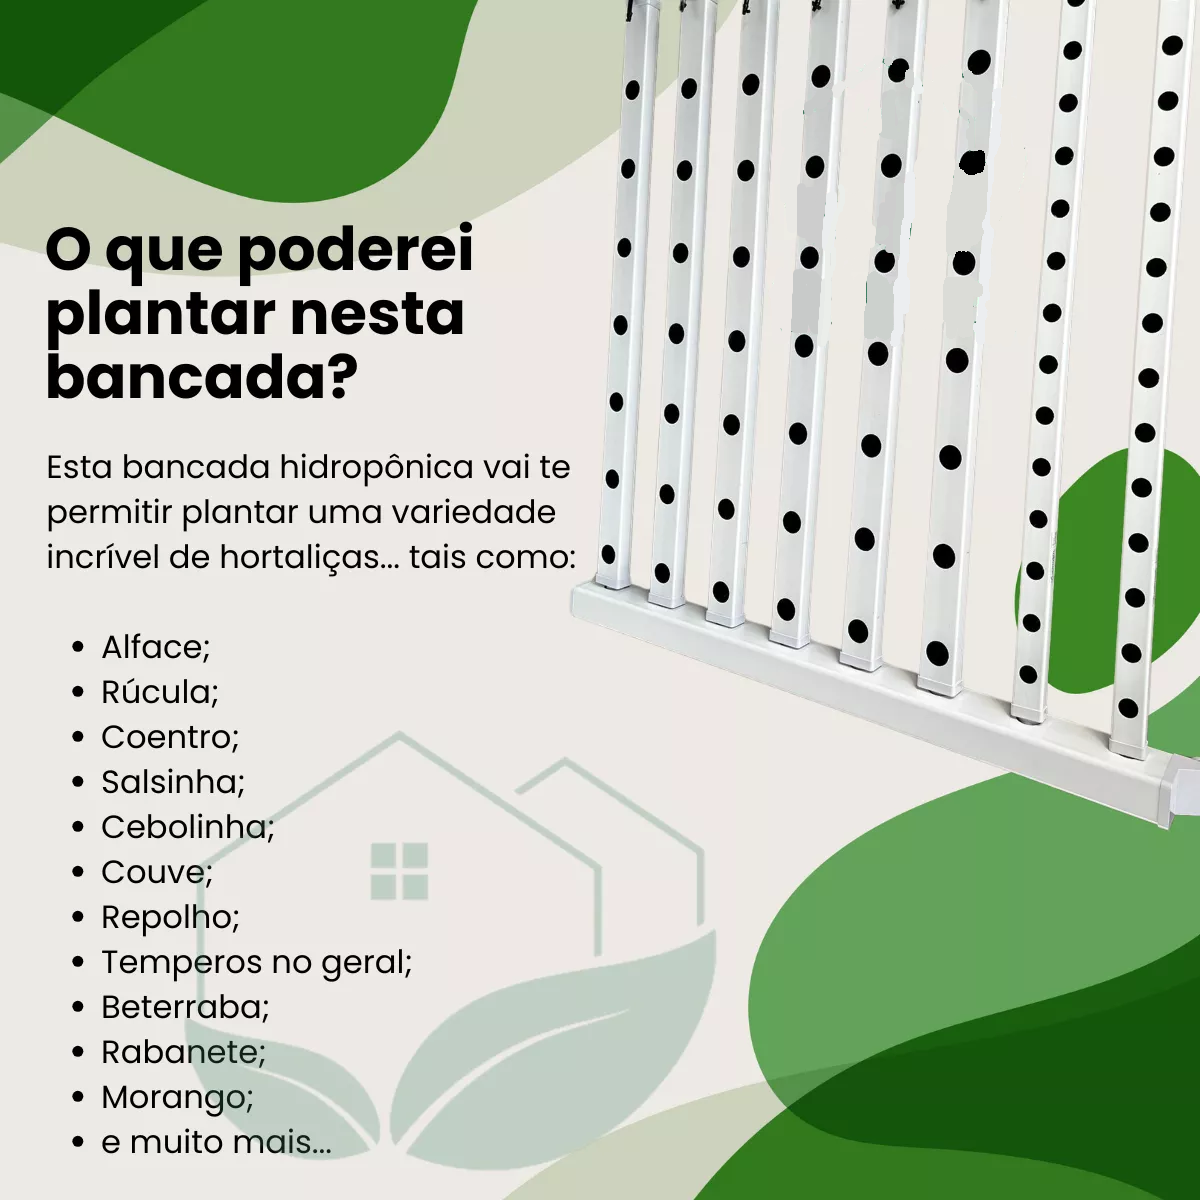 O que poderei
plantar nesta
bancada?
Esta bancada hidropônica vai te
permitir plantar uma variedade
incrível de hortaliças... tais como:
• Alface;
• Rúcula;
• Coentro;
• Salsinha;
• Cebolinha;
• Couve;
• Repolho;
• Temperos no geral;
• Beterraba;
• Rabanete;
• Morango;
• e muito mais...